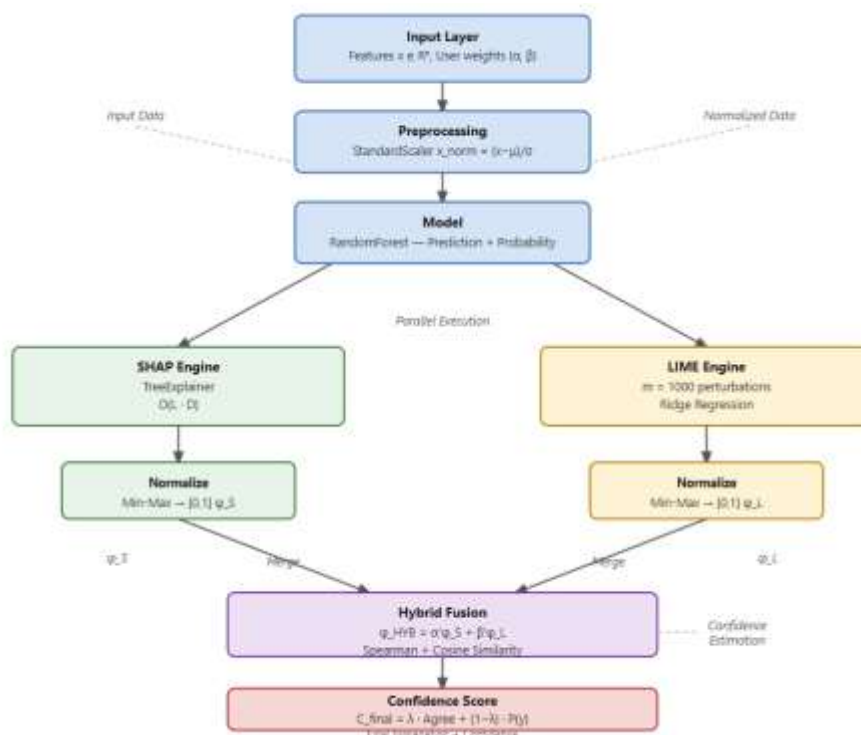 Input Layer
Features x ∈ ℝⁿ, User weights (α, β)
Input Data
Normalized Data
Preprocessing
StandardScaler x_norm = (x−μ)/σ
Model
RandomForest — Prediction + Probability
Parallel Execution
SHAP Engine
TreeExplainer
O(L · D)
LIME Engine
m = 1000 perturbations
Ridge Regression
Normalize
Min-Max → [0,1] φ_S
Normalize
Min-Max → [0,1] φ_L
φ_S
Merge
Merge
φ_L
Hybrid Fusion
φ_HYB = α'φ_S + β'φ_L
Spearman + Cosine Similarity
Confidence
Estimation
Confidence Score
C_final = λ · Agree + (1−λ) · P(y)